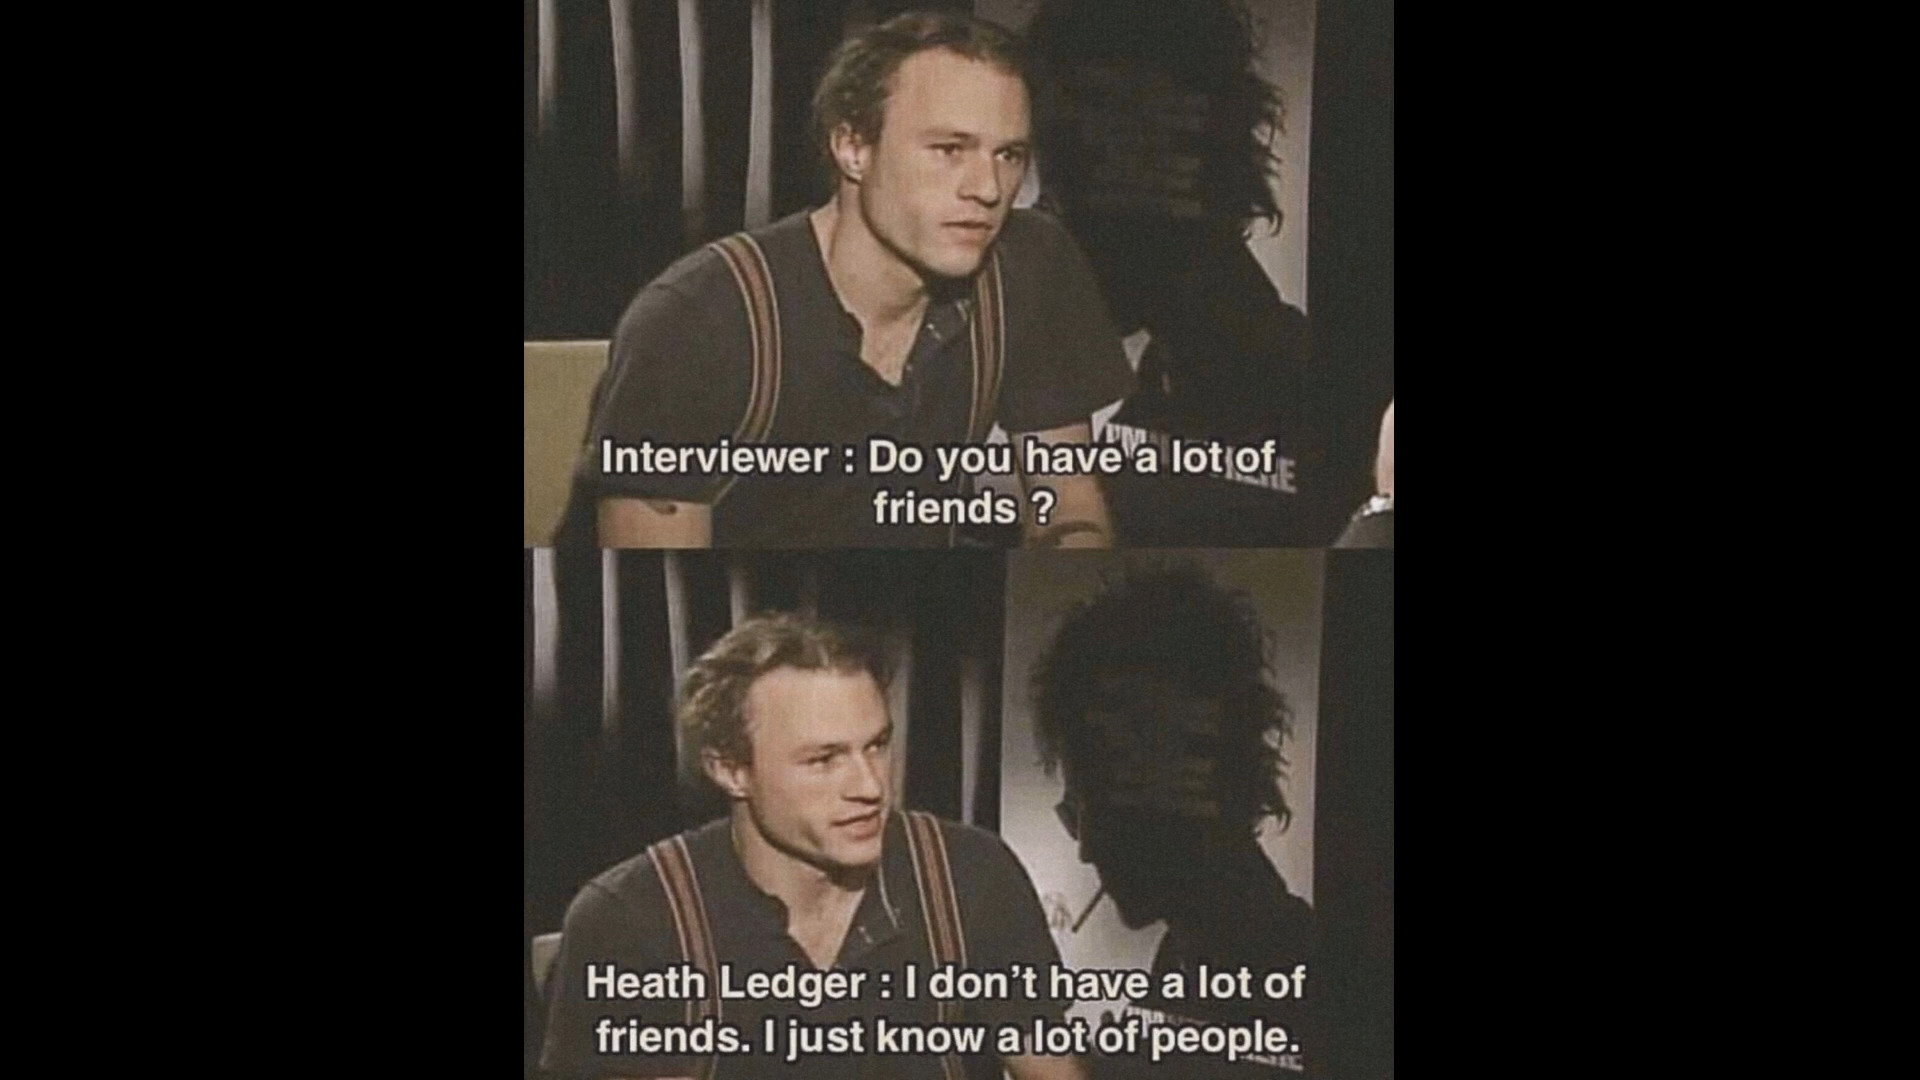 Interviewer : Do you have a lot of
friends ?
Heath Ledger : I don't have a lot of
friends. I just know a lot of people.